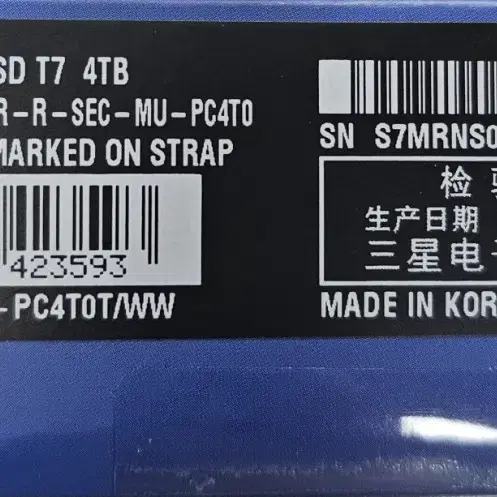 SD T7 4TB
R-R-SEC-MU-PC4T0
MARKED ON STRAP
423593
-PC4T0T/WW
SN S7MRNS0
检
生产日期
三星电
MADE IN KOR